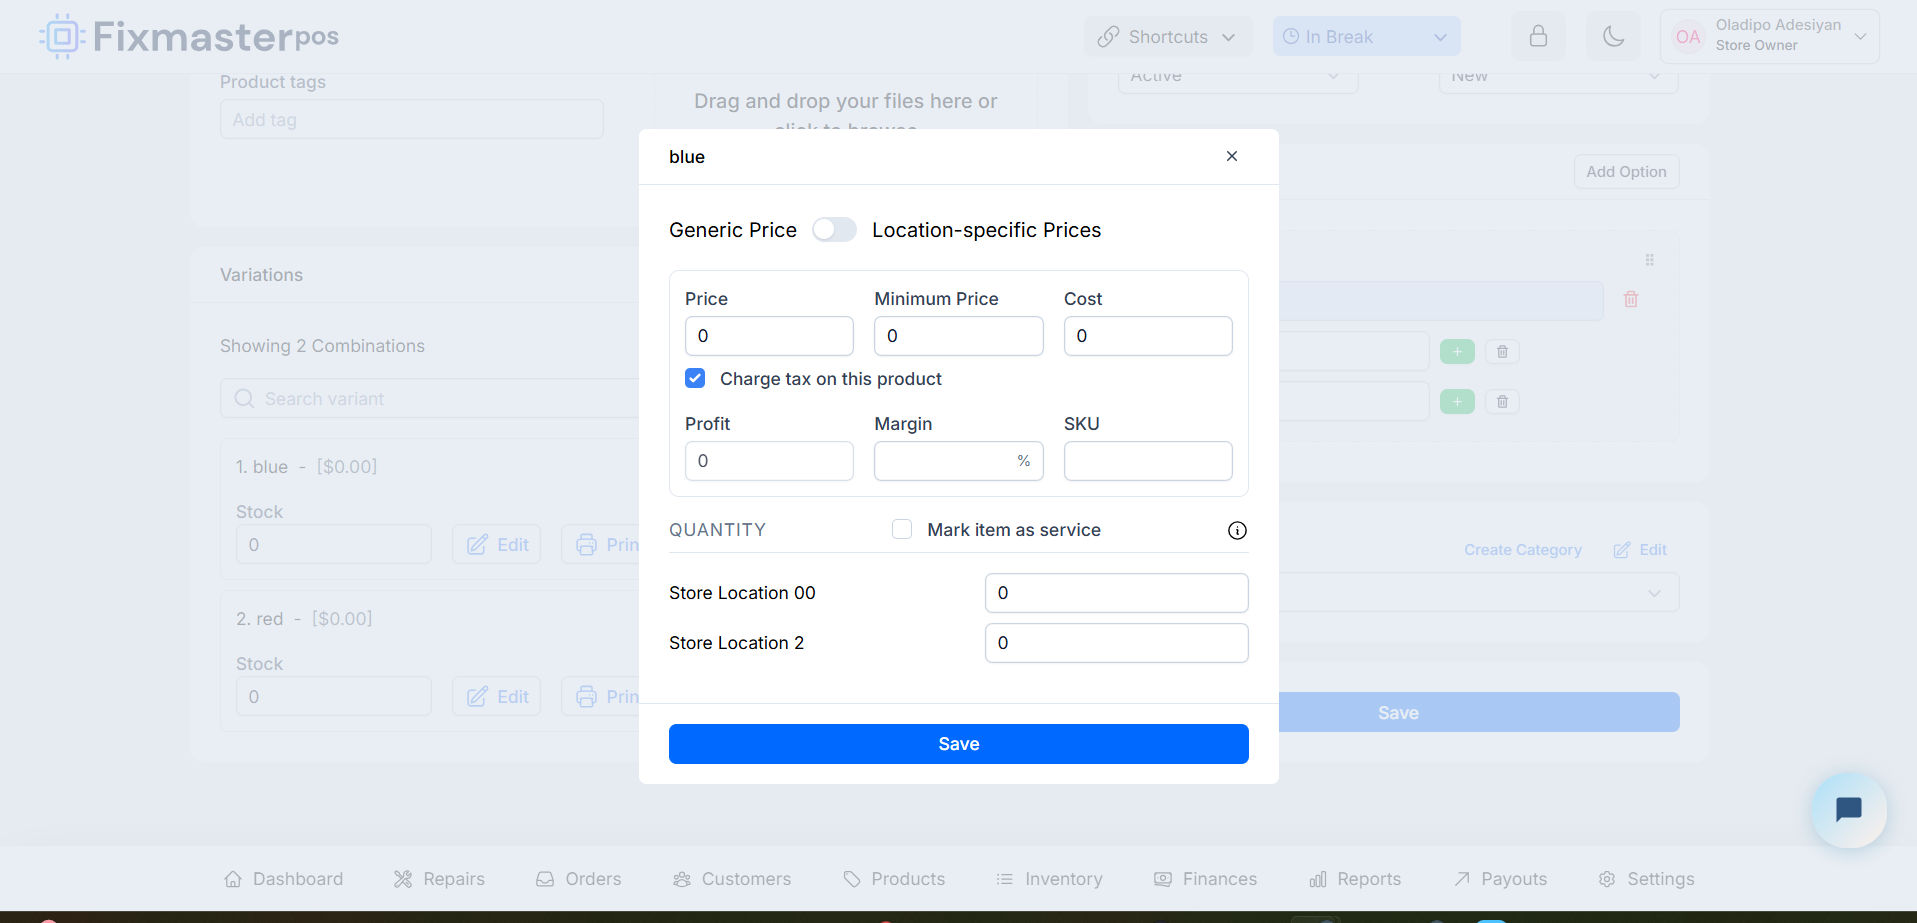 Fixmasterpos
Shortcuts
In Break
OA
Oladipo Adesiyan
Store Owner
Product tags
Add tag
Drag and drop your files here or
click to browse
Active
New
Add Option
Variations
Showing 2 Combinations
Search variant
1. blue - [$0.00]
Stock
0
Edit
Prin
2. red - [$0.00]
Stock
0
Edit
Prin
blue
Generic Price
Location-specific Prices
Price
Minimum Price
Cost
0
0
0
Charge tax on this product
Profit
Margin
SKU
0
%
QUANTITY
Mark item as service
Store Location 00
0
Store Location 2
0
Save
Create Category
Edit
Save
Dashboard
Repairs
Orders
Customers
Products
Inventory
Finances
Reports
Payouts
Settings